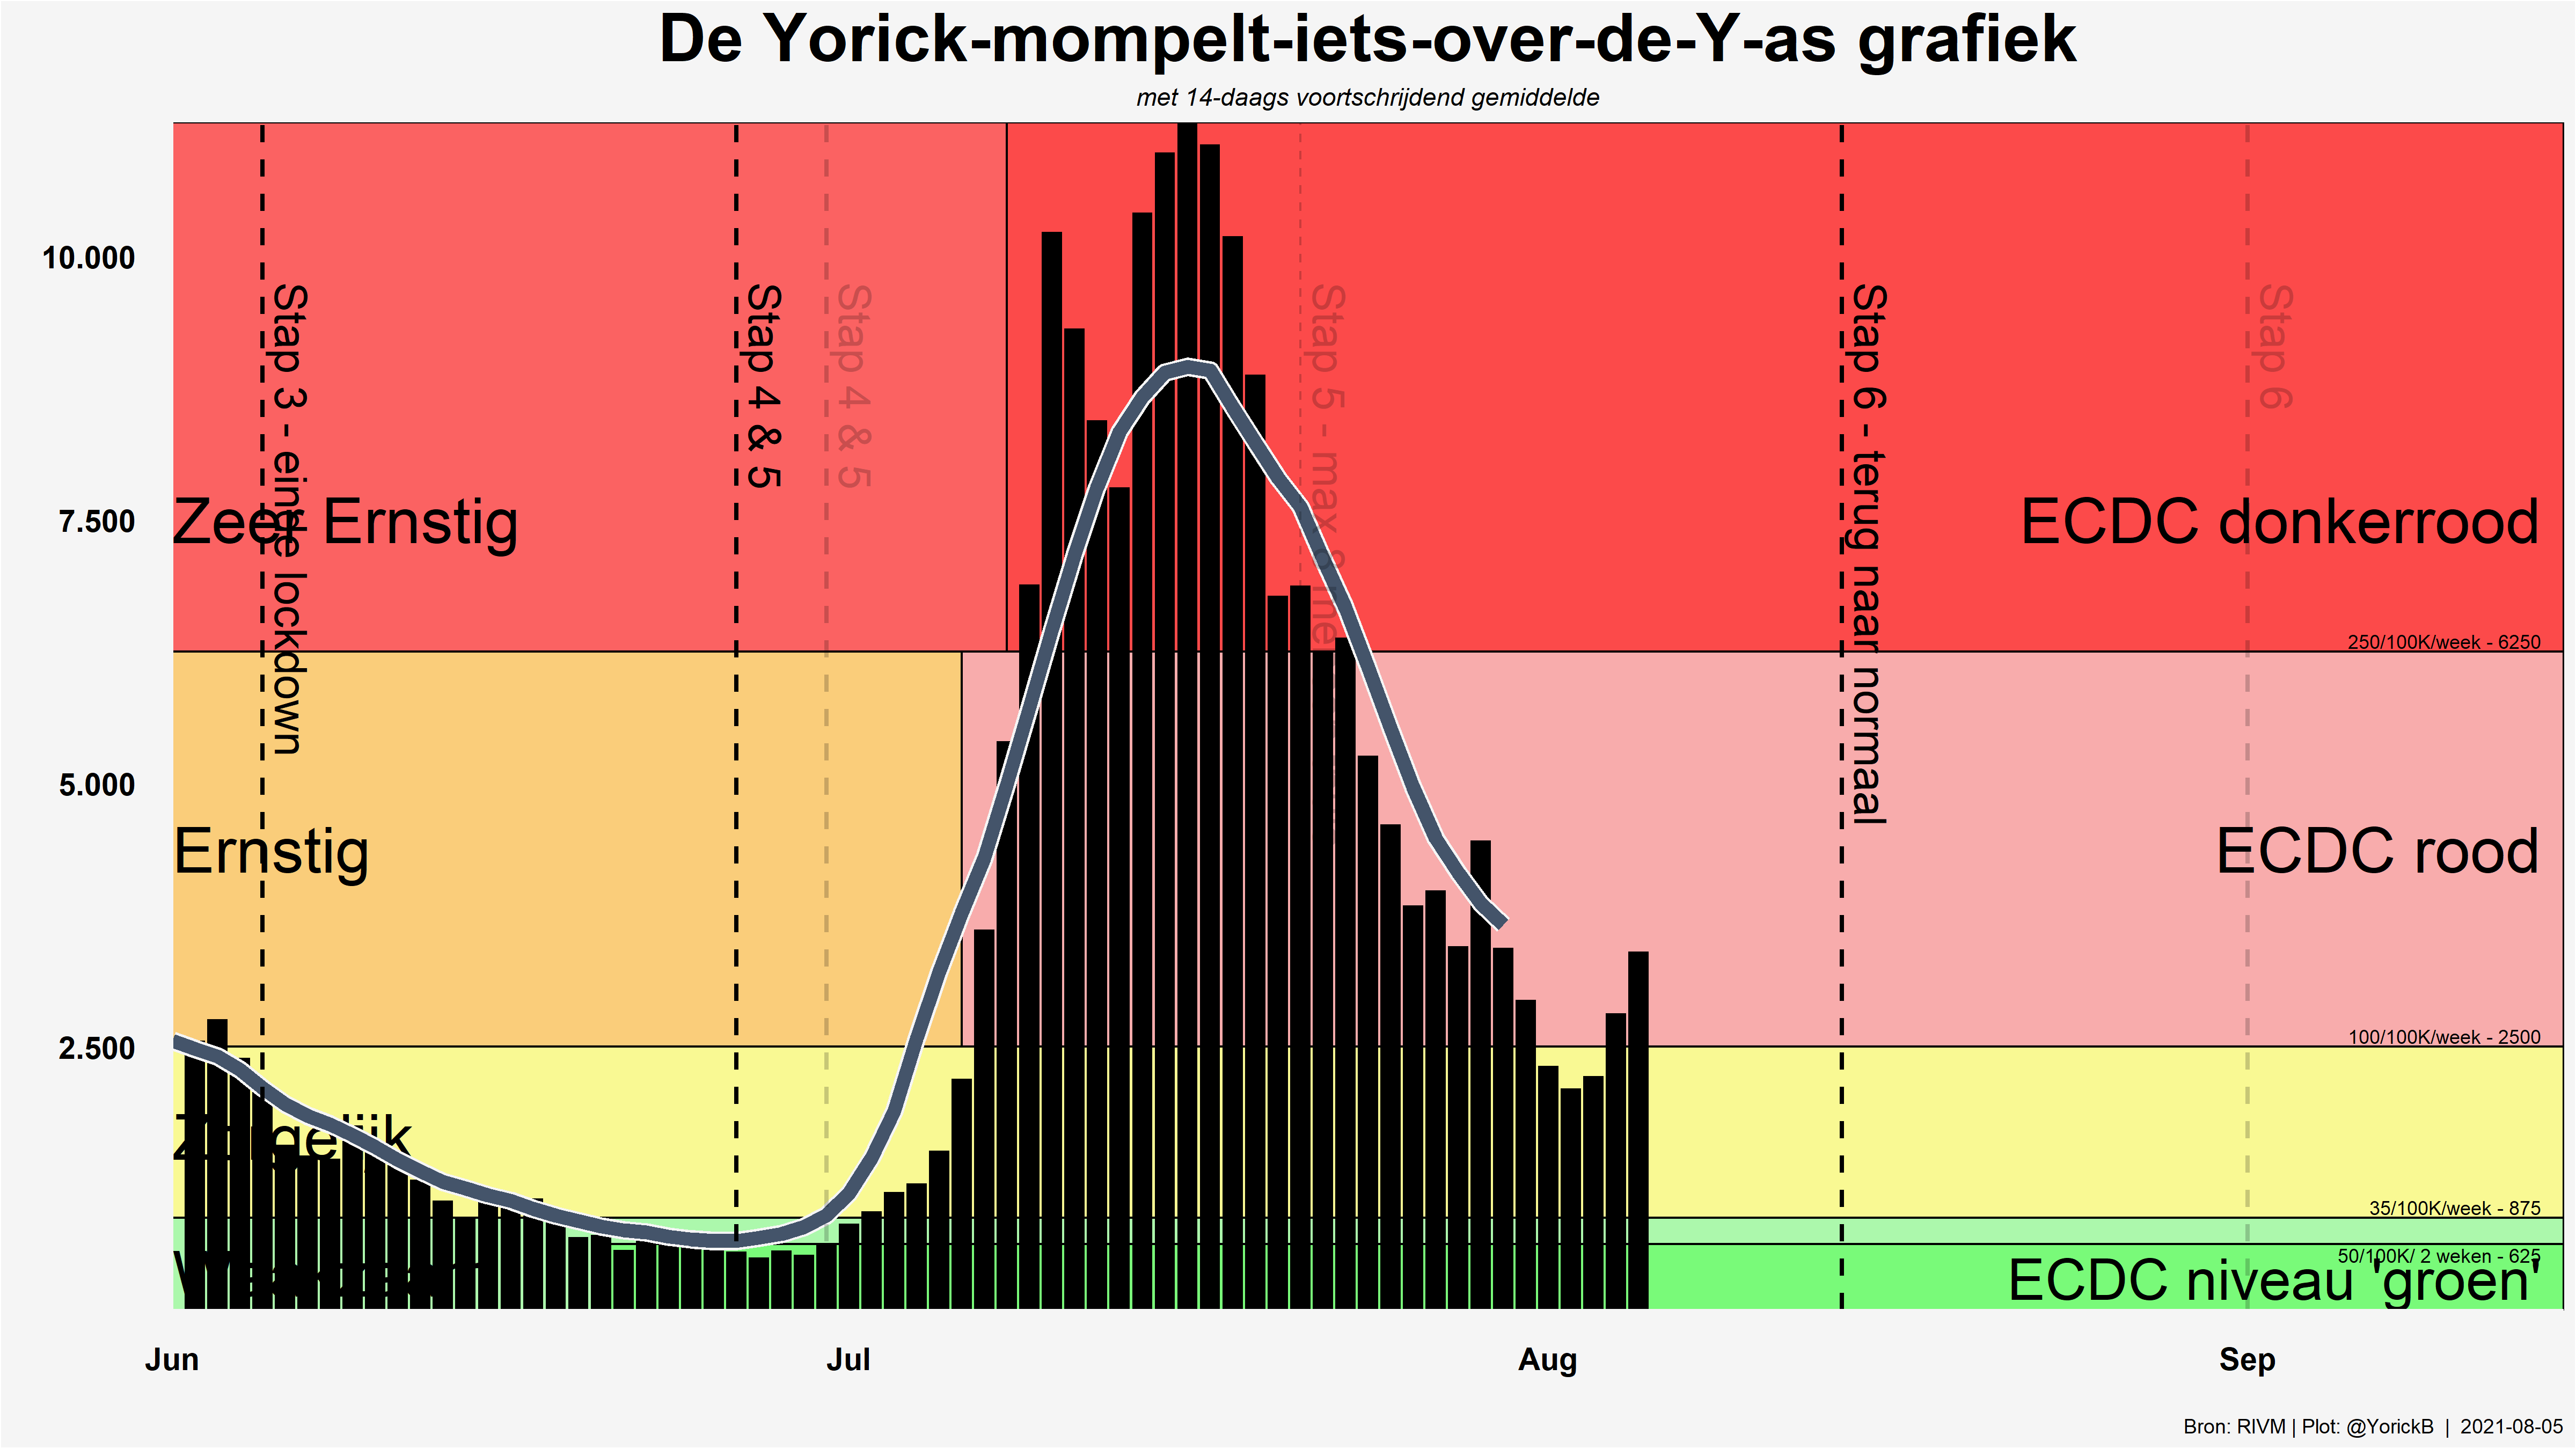 De Yorick-mompelt-iets-over-de-Y-as grafiek
met 14-daags voortschrijdend gemiddelde
10.000
7.500
5.000
2.500
Stap 3 - einde lockdown
Stap 4 & 5
Stap 4 & 5
Stap 5 - max 8
Stap 6 - terug naar normaal
Stap 6
Zeer Ernstig
ECDC donkerrood
250/100K/week - 6250
Ernstig
ECDC rood
100/100K/week - 2500
Zorgelijk
35/100K/week - 875
50/100K/ 2 weken - 625
Waakzaam
ECDC niveau 'groen'
Jun
Jul
Aug
Sep
Bron: RIVM | Plot: @YorickB | 2021-08-05